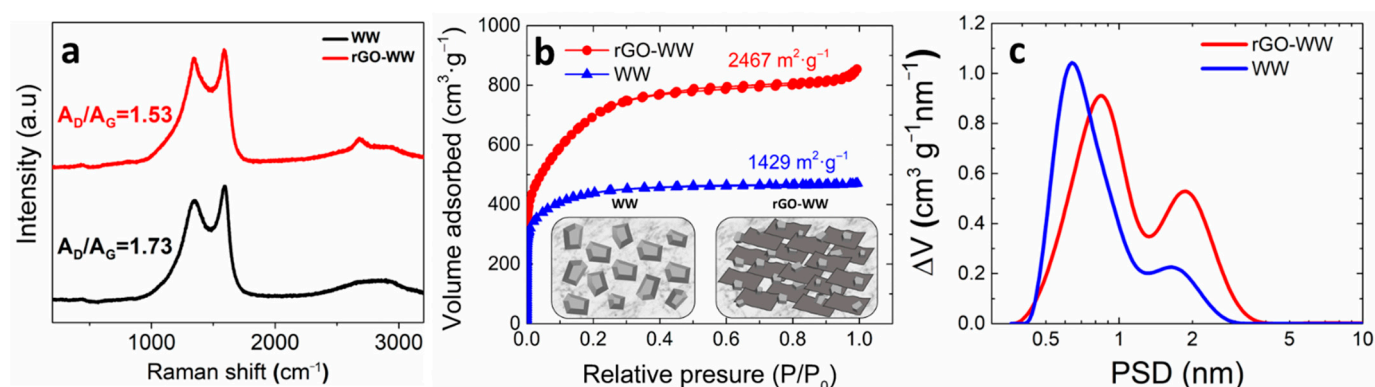 a
WW
rGO-WW
A_D/A_G=1.53
A_D/A_G=1.73
Intensity (a.u)
1000 2000 3000
Raman shift (cm⁻¹)
b
rGO-WW
WW
2467 m²·g⁻¹
1429 m²·g⁻¹
WW
rGO-WW
Volume adsorbed (cm³·g⁻¹)
1000
800
600
400
200
0
0.0 0.2 0.4 0.6 0.8 1.0
Relative presure (P/P₀)
c
rGO-WW
WW
ΔV (cm³ g⁻¹nm⁻¹)
1.2
1.0
0.8
0.6
0.4
0.2
0.0
0.5 1 10
PSD (nm)